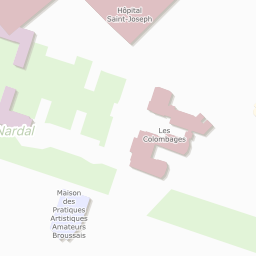 Hôpital
Saint-Joseph
Les
Colombages
Nardal
Maison
des
Pratiques
Artistiques
Amateurs
Broussais